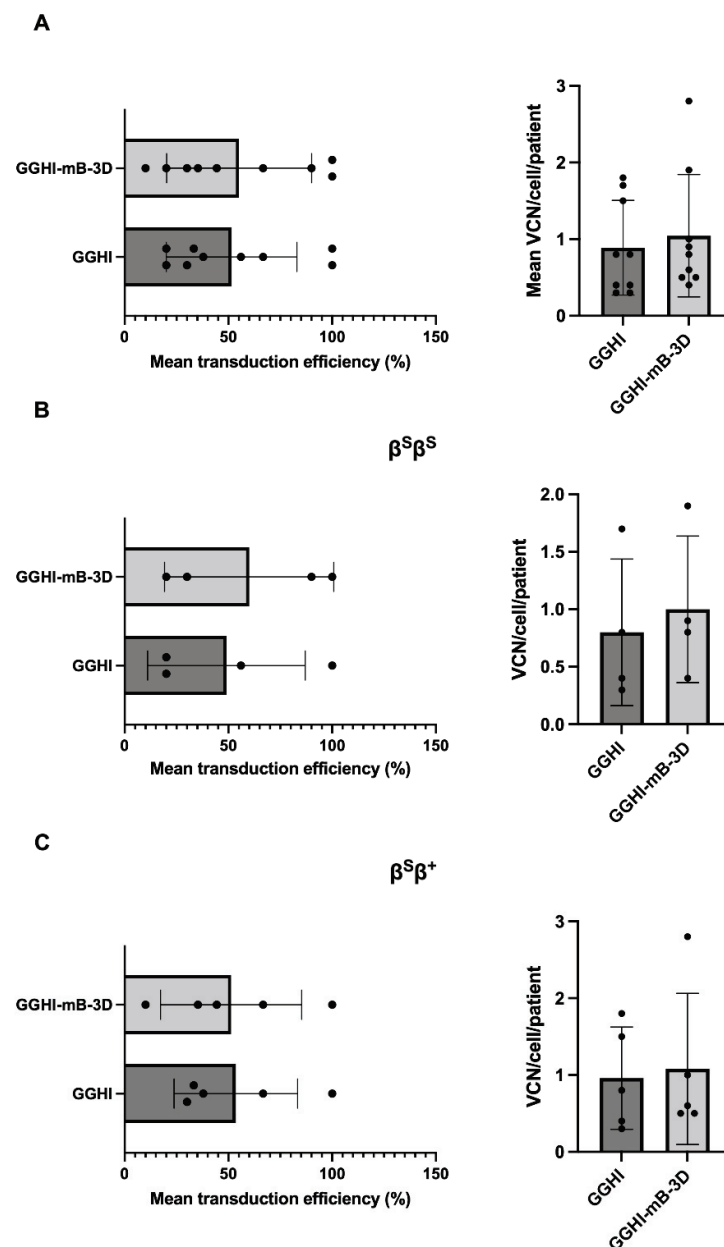 A
GGHI-mB-3D
GGHI
0 50 100 150
Mean transduction efficiency (%)
Mean VCN/cell/patient
3
2
1
0
GGHI
GGHI-mB-3D
B
βSβS
GGHI-mB-3D
GGHI
0 50 100 150
Mean transduction efficiency (%)
VCN/cell/patient
2.0
1.5
1.0
0.5
0.0
GGHI
GGHI-mB-3D
C
βSβ+
GGHI-mB-3D
GGHI
0 50 100 150
Mean transduction efficiency (%)
VCN/cell/patient
3
2
1
0
GGHI
GGHI-mB-3D